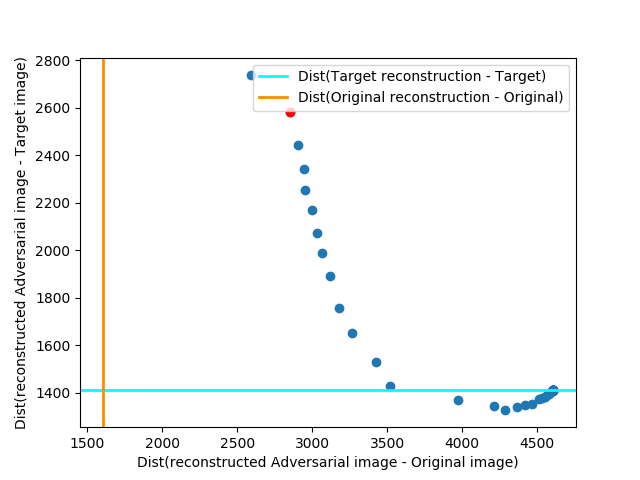 Dist(Target reconstruction - Target)
Dist(Original reconstruction - Original)
2800
2600
2400
2200
2000
1800
1600
1400
Dist(reconstructed Adversarial image - Target image)
1500 2000 2500 3000 3500 4000 4500
Dist(reconstructed Adversarial image - Original image)